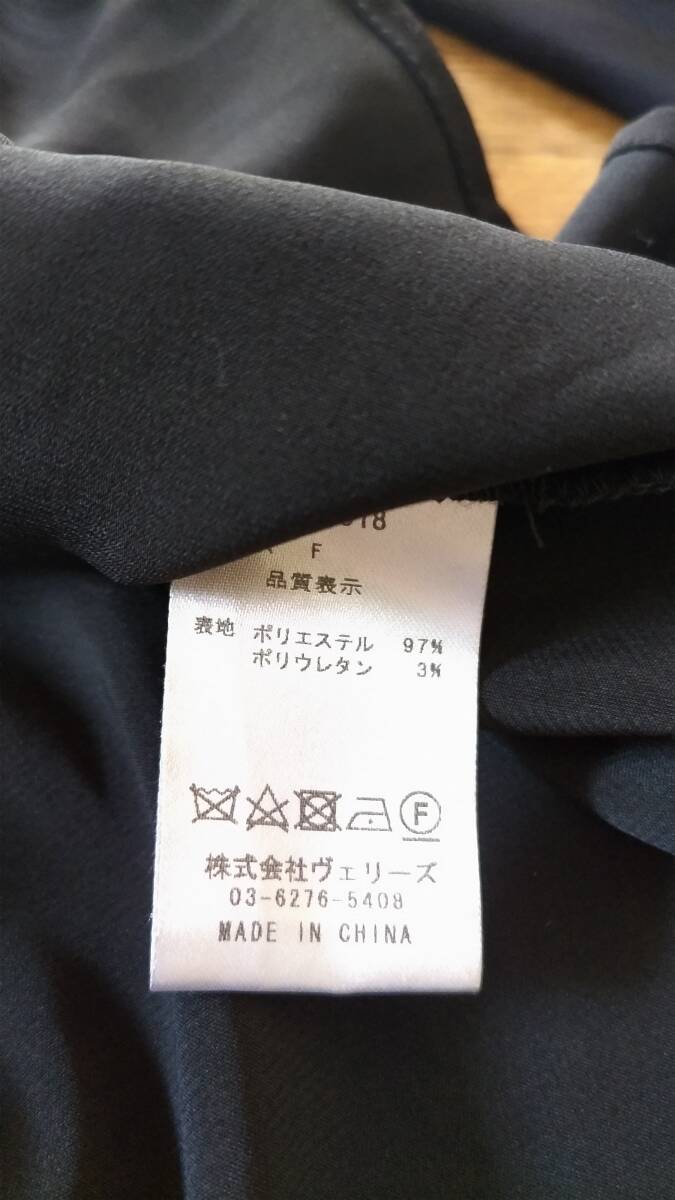 18
F
品質表示
表地 ポリエステル 97%
ポリウレタン 3%
F
株式会社ヴェリーズ
03-6276-5408
MADE IN CHINA